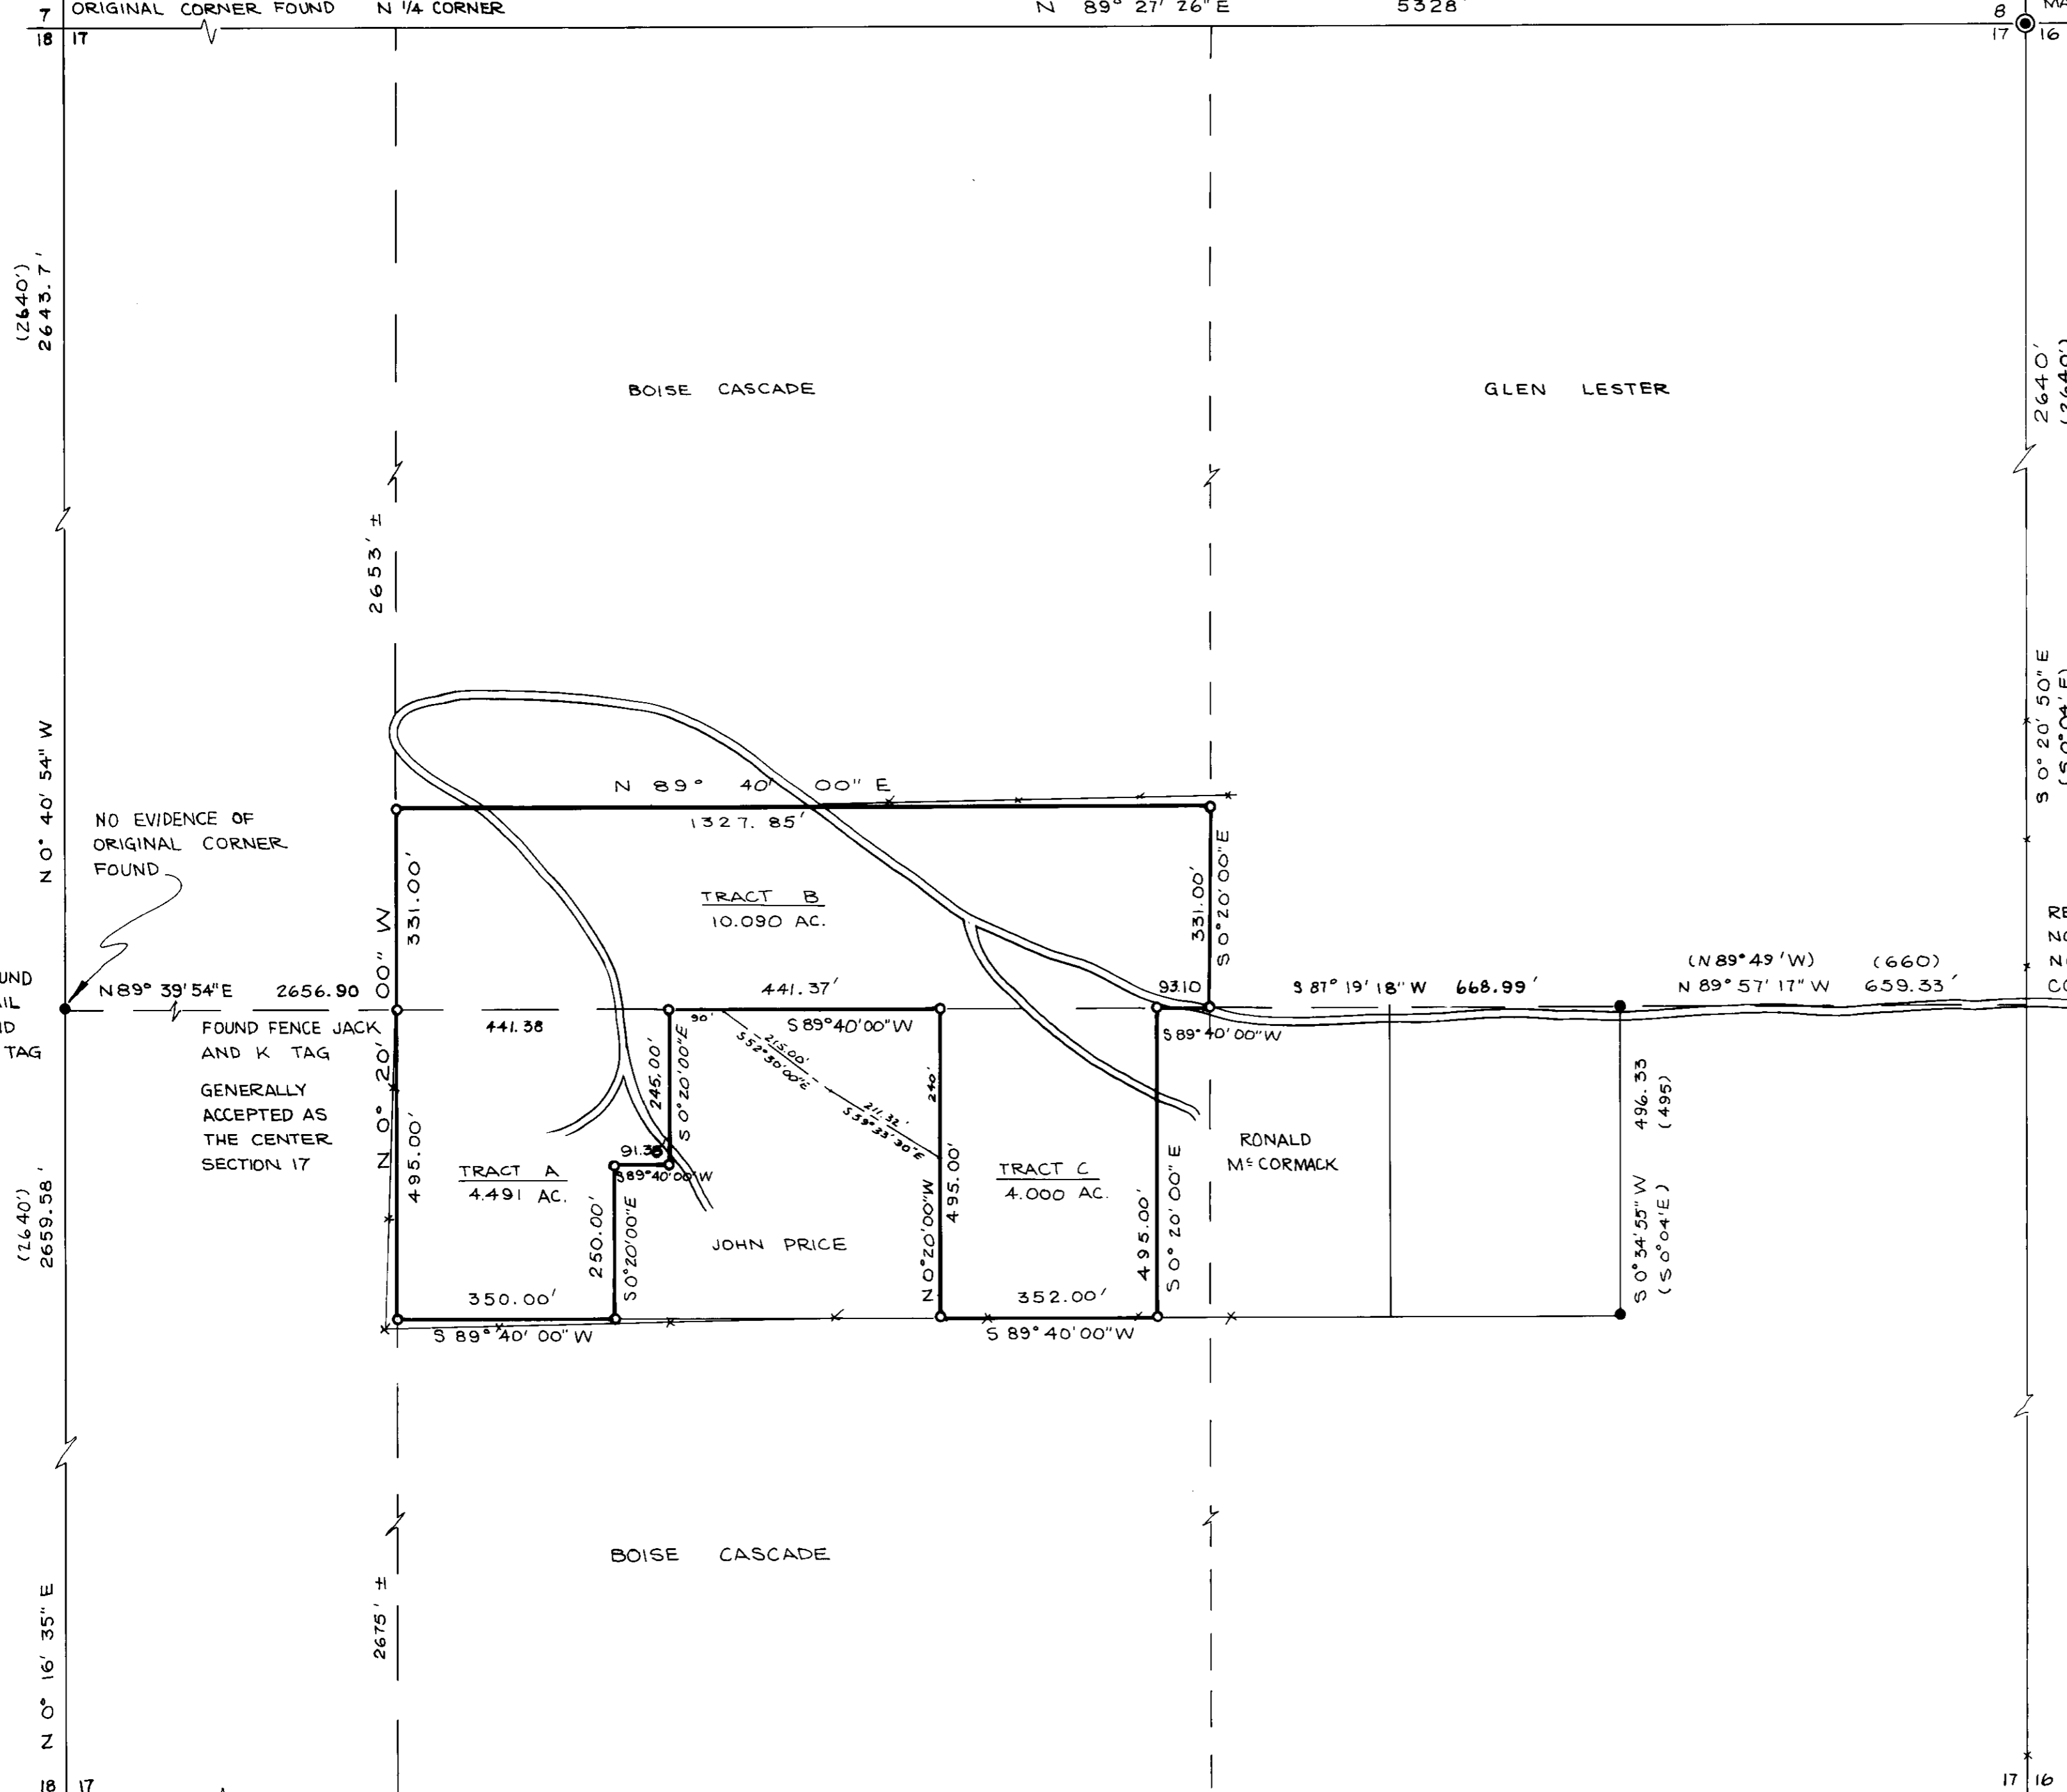 ORIGINAL CORNER FOUND N 1/4 CORNER
N 89° 27' 26" E 5328'
7
18 17
8
17 16
(2640')
2643.7'
BOISE CASCADE
GLEN LESTER
2640'
(2640')
2653' ±
N 0° 40' 54" W
S 0° 20' 50" E
(S 0° 04' E)
NO EVIDENCE OF
ORIGINAL CORNER
FOUND
N 89° 40' 00" E
1327.85'
331.00'
TRACT B
10.090 AC.
331.00'
S 0° 20' 00" E
N 89° 39' 54" E 2656.90
N 0° 20' 00" W
441.38
441.37'
S 89° 40' 00" W
90'
93.10
S 89° 40' 00" W
S 87° 19' 18" W 668.99'
(N 89° 49' W) (660)
N 89° 57' 17" W 659.33'
TAG
FOUND FENCE JACK
AND K TAG
GENERALLY
ACCEPTED AS
THE CENTER
SECTION 17
245.00'
S 0° 20' 00" E
215.00'
S 52° 30' 00" E
211.32'
S 59° 33' 30" E
240'
495.00'
TRACT A
4.491 AC.
S 89° 40' 00" W
250.00'
S 0° 20' 00" E
JOHN PRICE
N 0° 20' 00" W
495.00'
TRACT C
4.000 AC.
495.00'
S 0° 20' 00" E
RONALD
McCORMACK
496.33
(495)
S 0° 34' 55" W
(S 0° 04' E)
350.00'
S 89° 40' 00" W
352.00'
S 89° 40' 00" W
(2640')
2659.58'
BOISE CASCADE
2675' ±
N 0° 16' 35" E
18 17
17 16